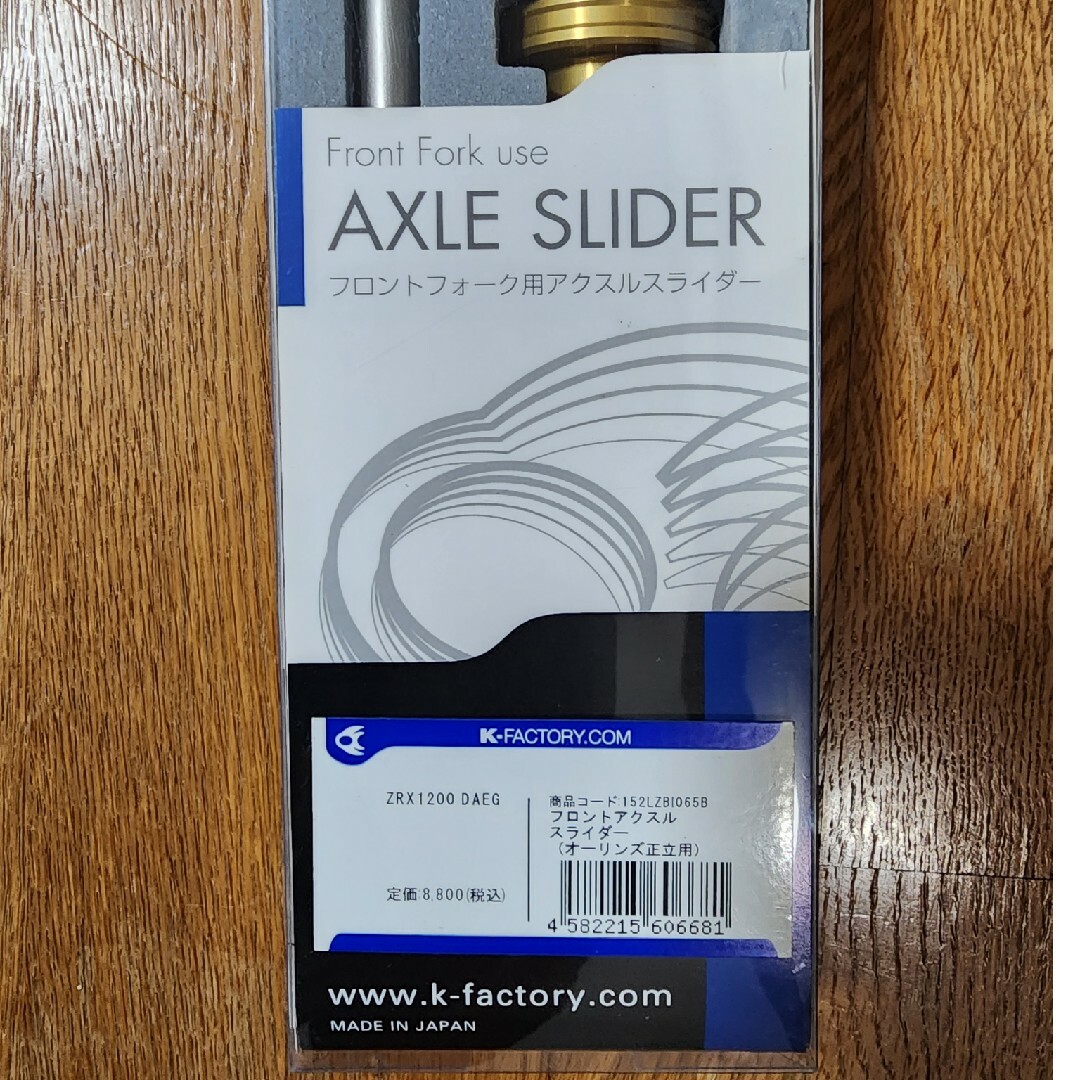 Front Fork use
AXLE SLIDER
フロントフォーク用アクスルスライダー
K-FACTORY.COM
ZRX1200 DAEG
定価:8,800(税込)
商品コード:152LZBI065B
フロントアクスル
スライダー
(オーリンズ正立用)
4 582215 606681
www.k-factory.com
MADE IN JAPAN